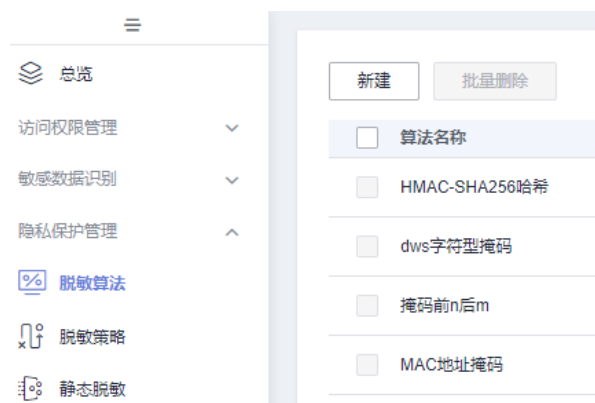 总览
访问权限管理
敏感数据识别
隐私保护管理
脱敏算法
脱敏策略
静态脱敏
新建 批量删除
算法名称
HMAC-SHA256哈希
dws字符型掩码
掩码前n后m
MAC地址掩码